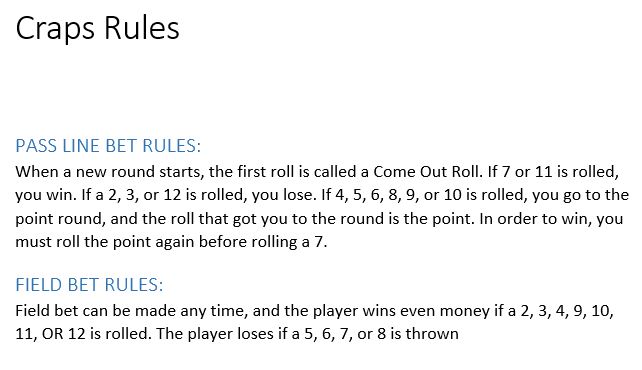 Craps Rules
PASS LINE BET RULES:
When a new round starts, the first roll is called a Come Out Roll. If 7 or 11 is rolled,
you win. If a 2, 3, or 12 is rolled, you lose. If 4, 5, 6, 8, 9, or 10 is rolled, you go to the
point round, and the roll that got you to the round is the point. In order to win, you
must roll the point again before rolling a 7.
FIELD BET RULES:
Field bet can be made any time, and the player wins even money if a 2, 3, 4, 9, 10,
11, OR 12 is rolled. The player loses if a 5, 6, 7, or 8 is thrown